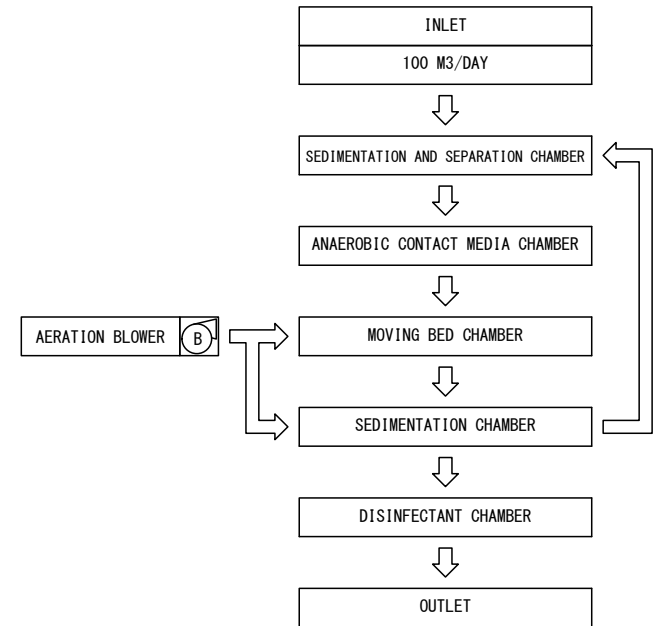 INLET
100 M3/DAY
SEDIMENTATION AND SEPARATION CHAMBER
ANAEROBIC CONTACT MEDIA CHAMBER
AERATION BLOWER
B
MOVING BED CHAMBER
SEDIMENTATION CHAMBER
DISINFECTANT CHAMBER
OUTLET